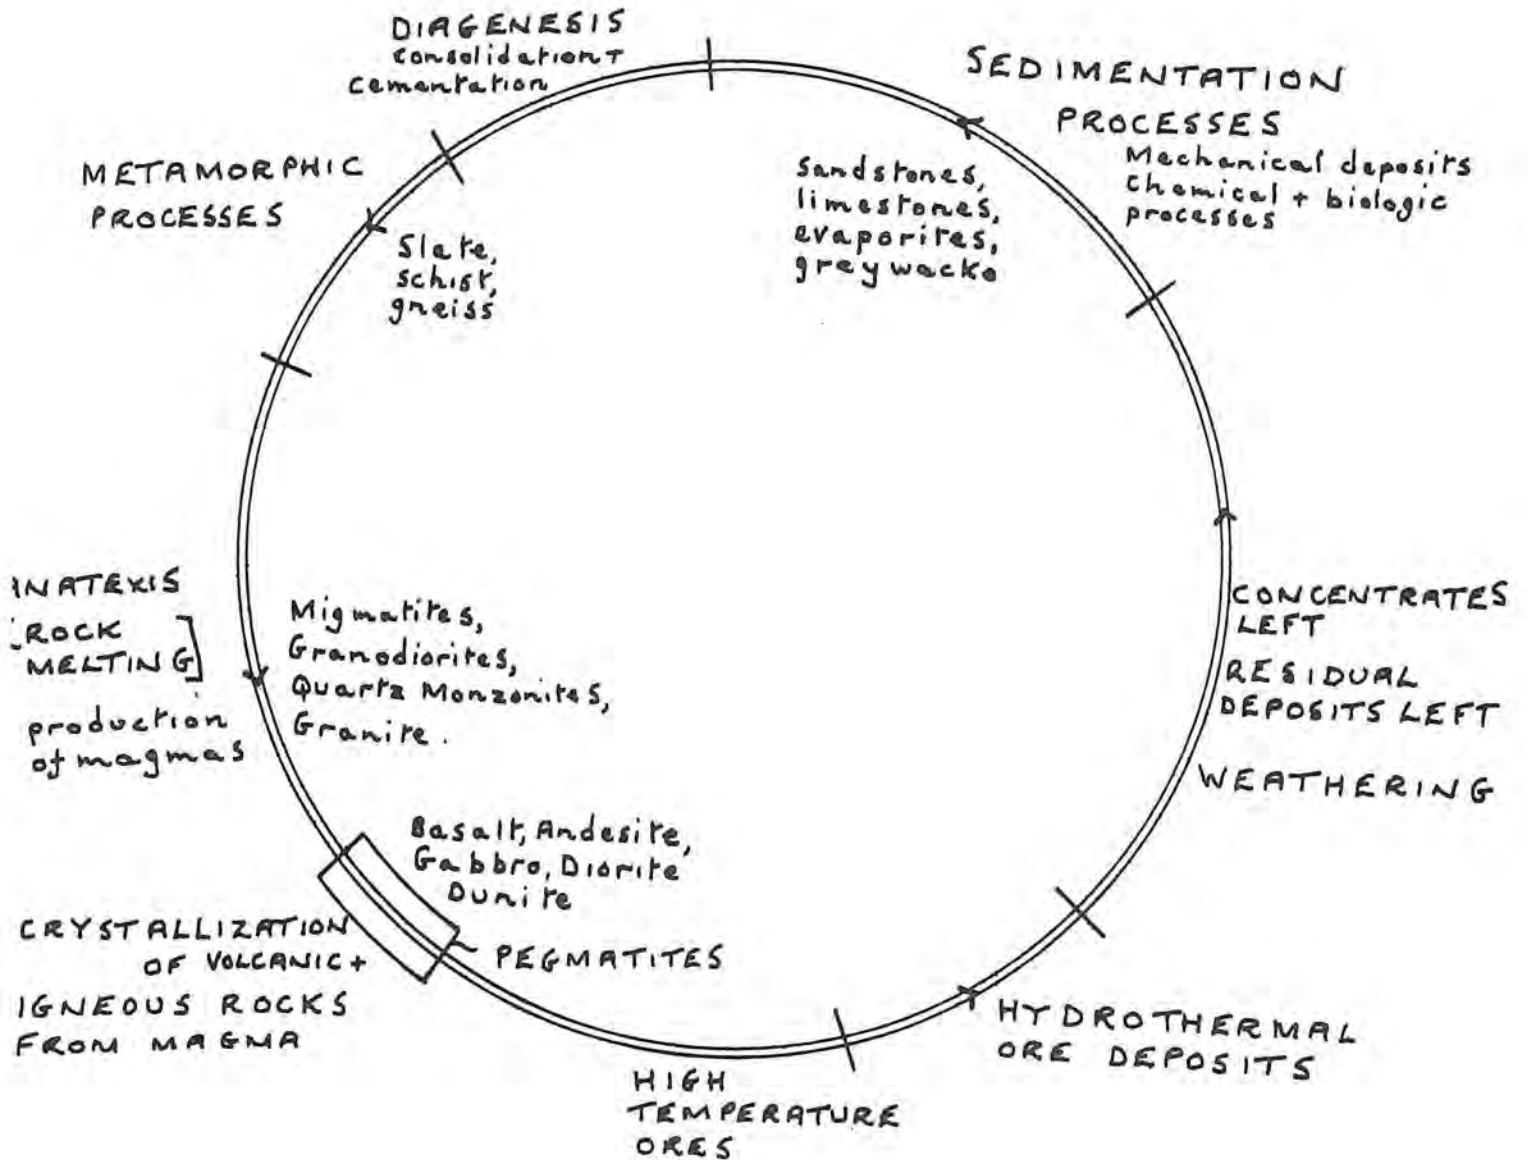 DIAGENESIS
consolidation +
cementation
SEDIMENTATION
PROCESSES
Mechanical deposits
chemical + biologic
processes
sandstones,
limestones,
evaporites,
greywacke
METAMORPHIC
PROCESSES
Slate,
schist,
gneiss
INATEXIS
[ROCK
MELTING]
production
of magmas
Migmatites,
Granodiorites,
Quartz Monzonites,
Granite.
CONCENTRATES
LEFT
RESIDUAL
DEPOSITS LEFT
WEATHERING
Basalt, Andesite,
Gabbro, Diorite
Dunite
CRYSTALLIZATION
OF VOLCANIC +
IGNEOUS ROCKS
FROM MAGMA
PEGMATITES
HYDROTHERMAL
ORE DEPOSITS
HIGH
TEMPERATURE
ORES